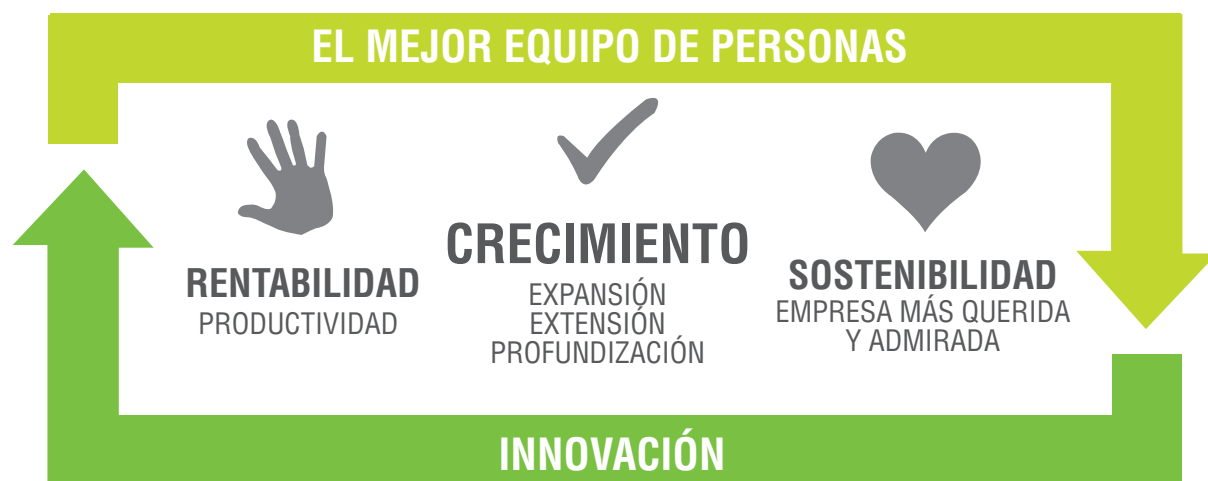 EL MEJOR EQUIPO DE PERSONAS
RENTABILIDAD
PRODUCTIVIDAD
CRECIMIENTO
EXPANSIÓN
EXTENSIÓN
PROFUNDIZACIÓN
SOSTENIBILIDAD
EMPRESA MÁS QUERIDA
Y ADMIRADA
INNOVACIÓN